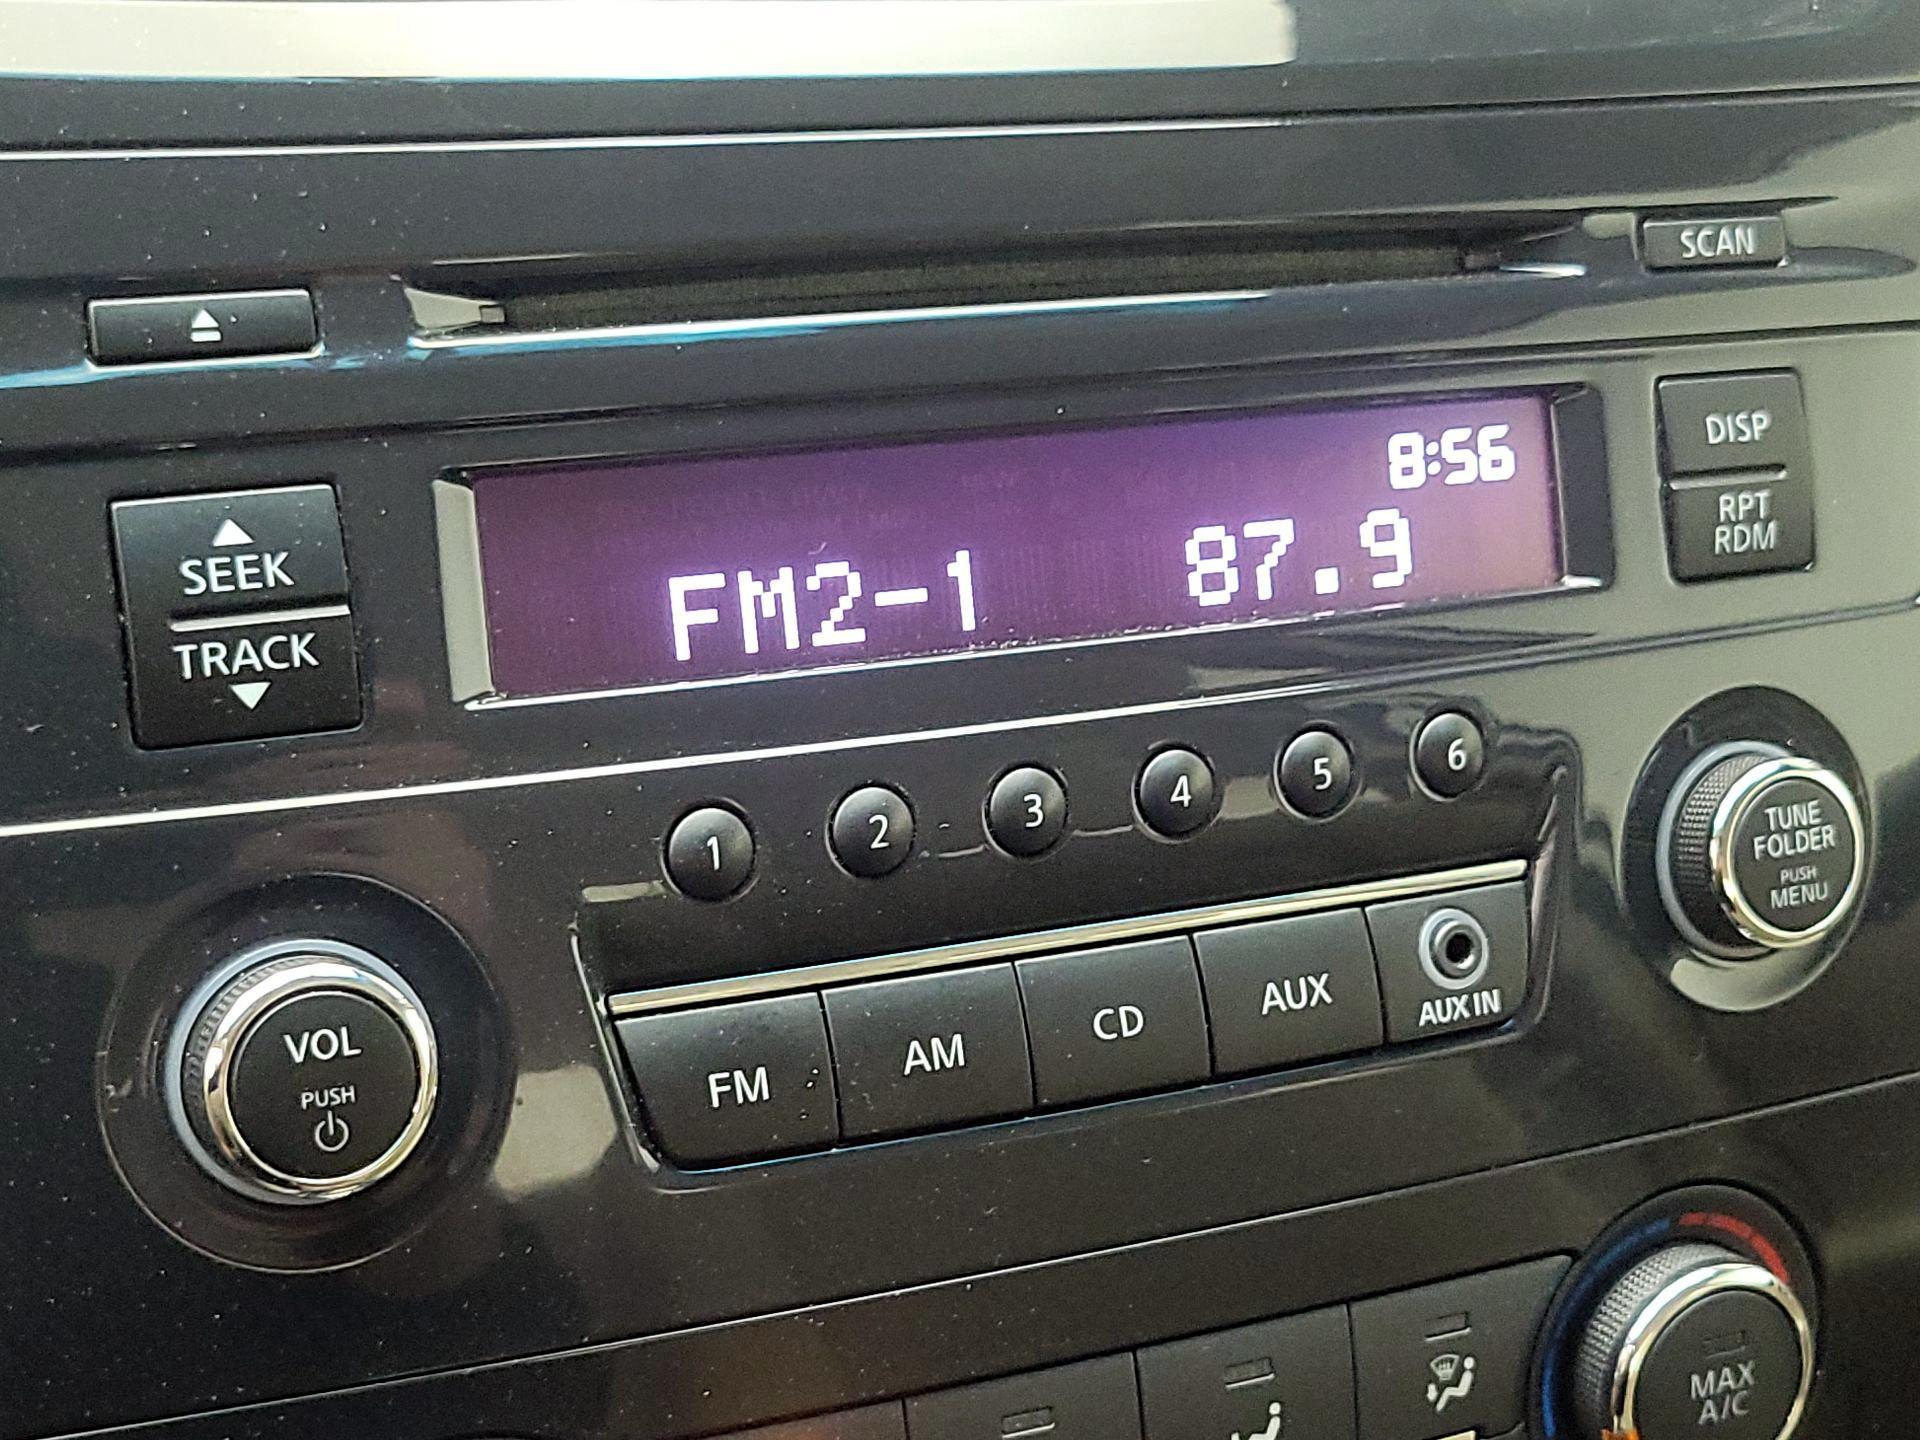 SCAN
8:56
DISP
FM2-1 87.9
RPT
RDM
SEEK
TRACK
1 2 3 4 5 6
TUNE
FOLDER
PUSH
MENU
VOL
PUSH
FM AM CD AUX AUX IN
MAX
A/C